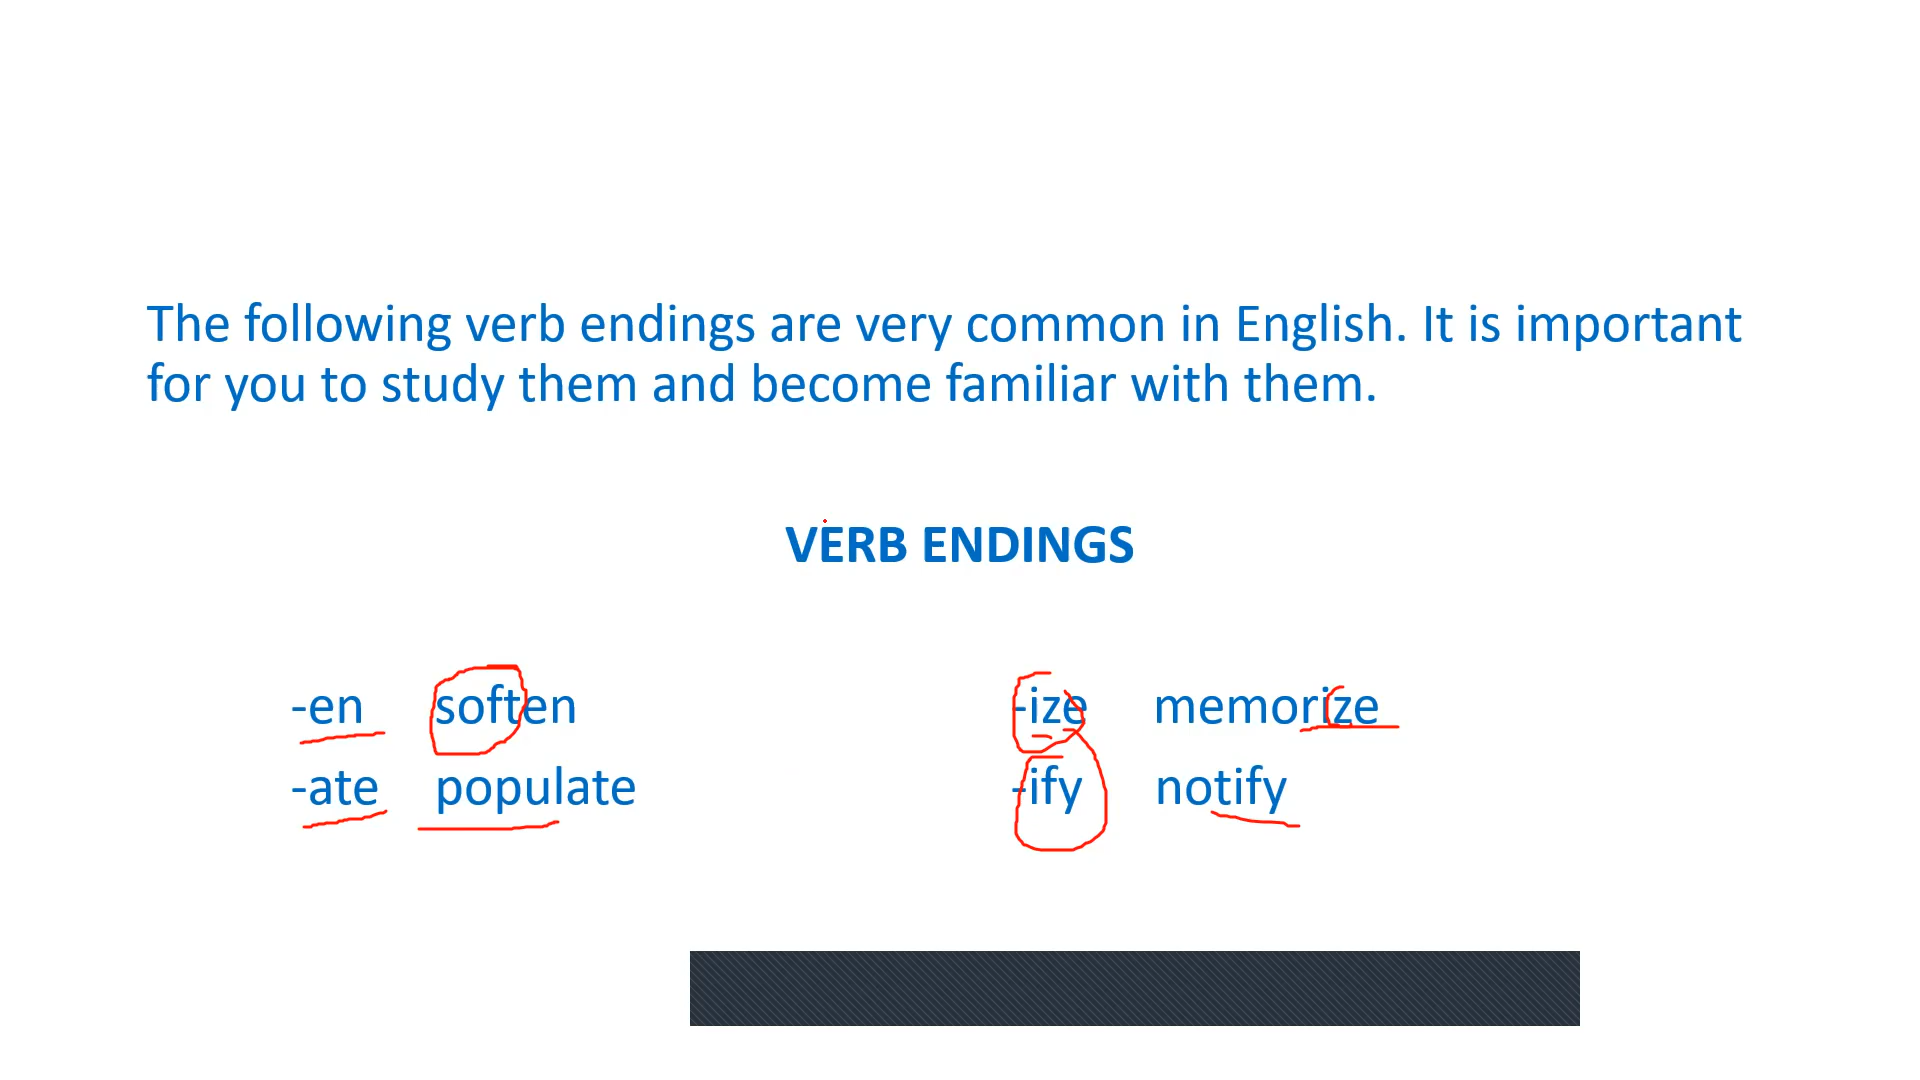 The following verb endings are very common in English. It is important
for you to study them and become familiar with them.
VERB ENDINGS
-en soften -ize memorize
-ate populate -ify notify